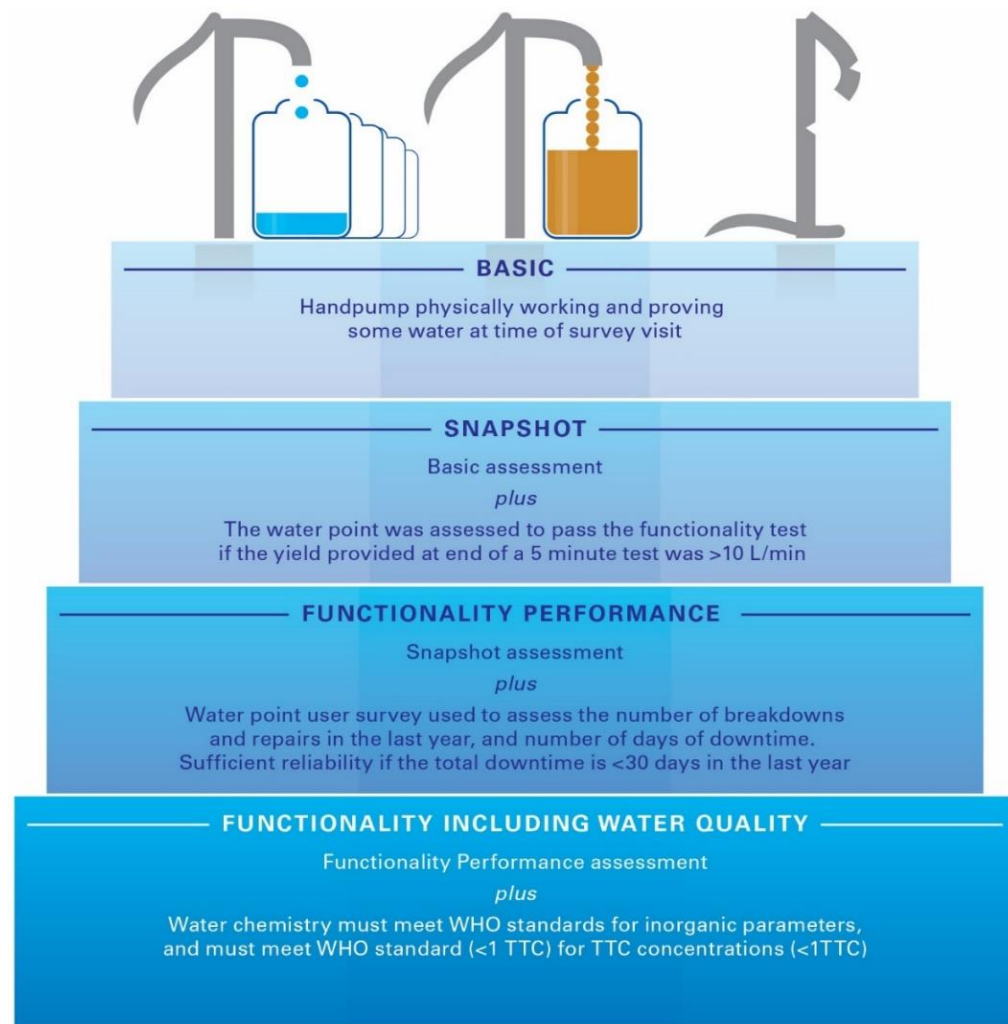 BASIC
Handpump physically working and proving
some water at time of survey visit
SNAPSHOT
Basic assessment
plus
The water point was assessed to pass the functionality test
if the yield provided at end of a 5 minute test was >10 L/min
FUNCTIONALITY PERFORMANCE
Snapshot assessment
plus
Water point user survey used to assess the number of breakdowns
and repairs in the last year, and number of days of downtime.
Sufficient reliability if the total downtime is <30 days in the last year
FUNCTIONALITY INCLUDING WATER QUALITY
Functionality Performance assessment
plus
Water chemistry must meet WHO standards for inorganic parameters,
and must meet WHO standard (<1 TTC) for TTC concentrations (<1TTC)